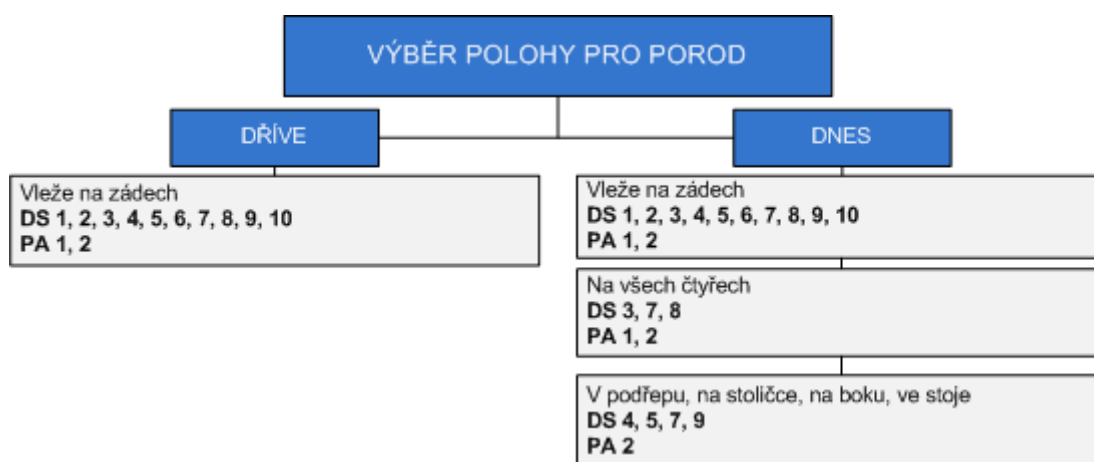 VÝBĚR POLOHY PRO POROD
DŘÍVE
Vleže na zádech
DS 1, 2, 3, 4, 5, 6, 7, 8, 9, 10
PA 1, 2
DNES
Vleže na zádech
DS 1, 2, 3, 4, 5, 6, 7, 8, 9, 10
PA 1, 2
Na všech čtyřech
DS 3, 7, 8
PA 1, 2
V podřepu, na stoličce, na boku, ve stoje
DS 4, 5, 7, 9
PA 2